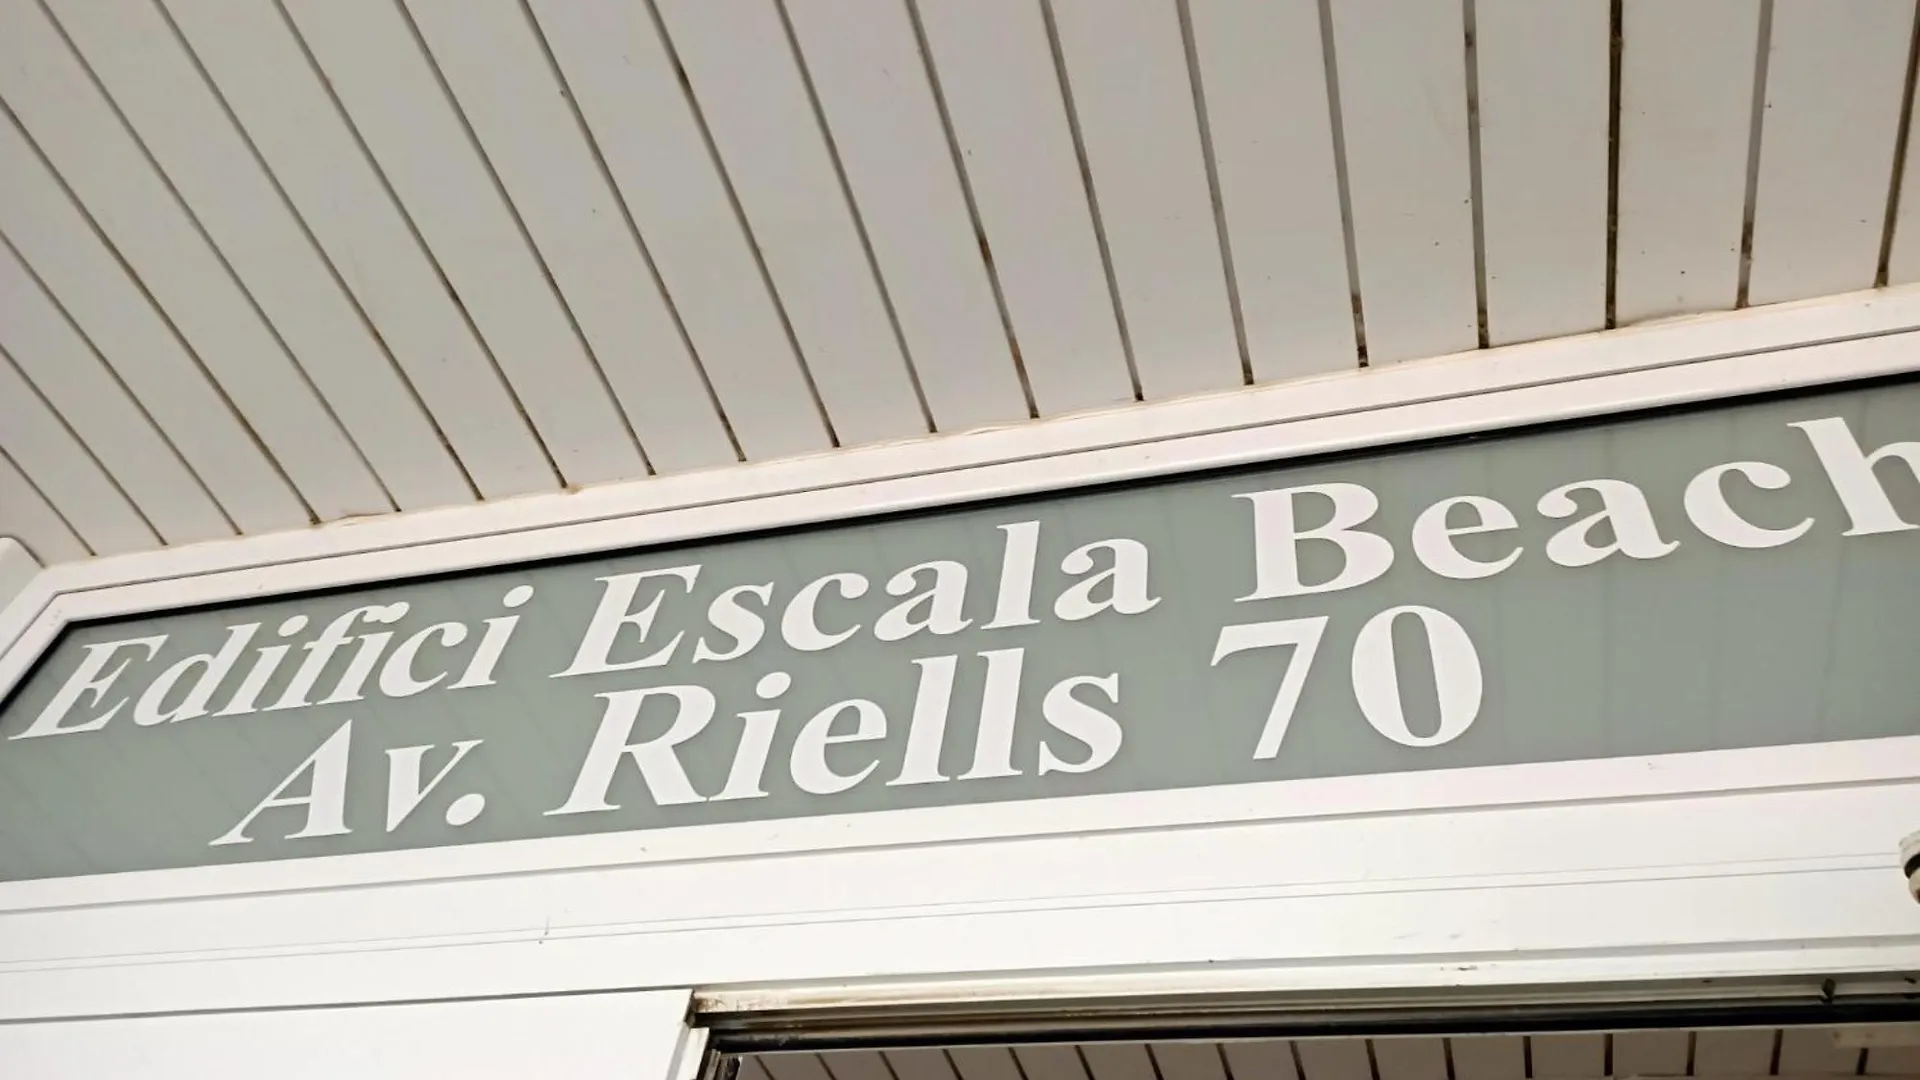 Edifici Escala Beach
Av. Riells 70